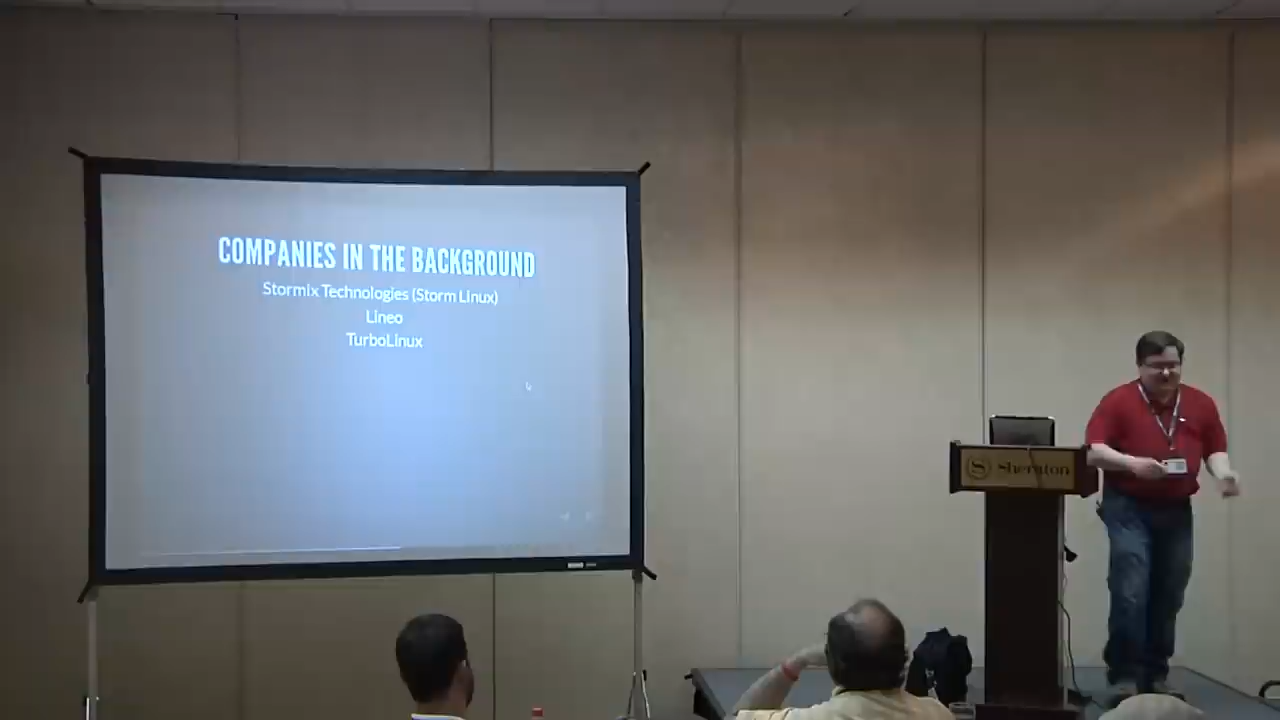 COMPANIES IN THE BACKGROUND
Stormix Technologies (Storm Linux)
Lineo
TurboLinux
S Sheraton